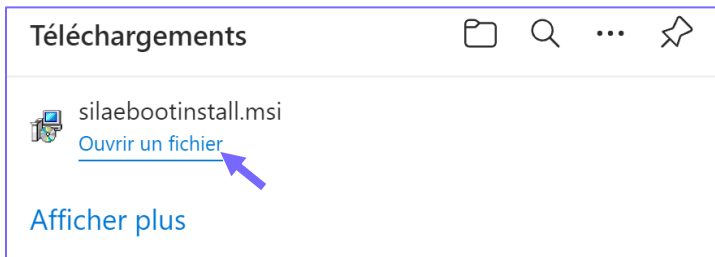 Téléchargements
silaebootinstall.msi
Ouvrir un fichier
Afficher plus